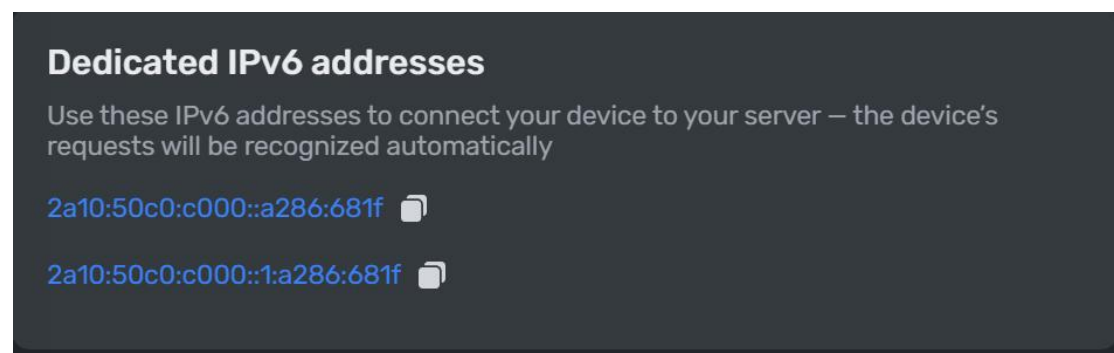 Dedicated IPv6 addresses
Use these IPv6 addresses to connect your device to your server – the device's
requests will be recognized automatically
2a10:50c0:c000::a286:681f
2a10:50c0:c000::1:a286:681f